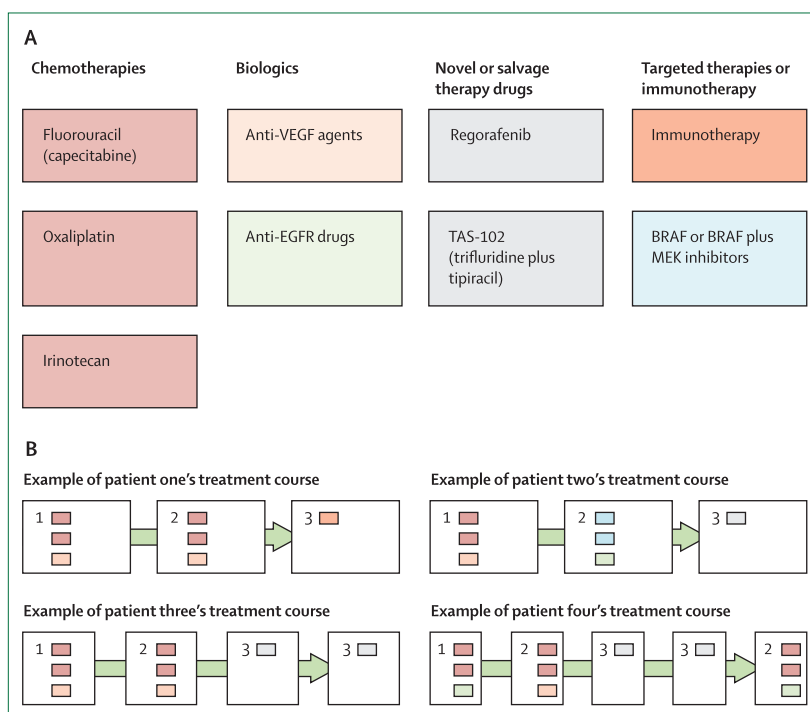 A
Chemotherapies
Biologics
Novel or salvage
therapy drugs
Targeted therapies or
immunotherapy
Fluorouracil
(capecitabine)
Anti-VEGF agents
Regorafenib
Immunotherapy
Oxaliplatin
Anti-EGFR drugs
TAS-102
(trifluridine plus
tipiracil)
BRAF or BRAF plus
MEK inhibitors
Irinotecan
B
Example of patient one's treatment course
1
2
3
Example of patient two's treatment course
1
2
3
Example of patient three's treatment course
1
2
3
3
Example of patient four's treatment course
1
2
3
3
2